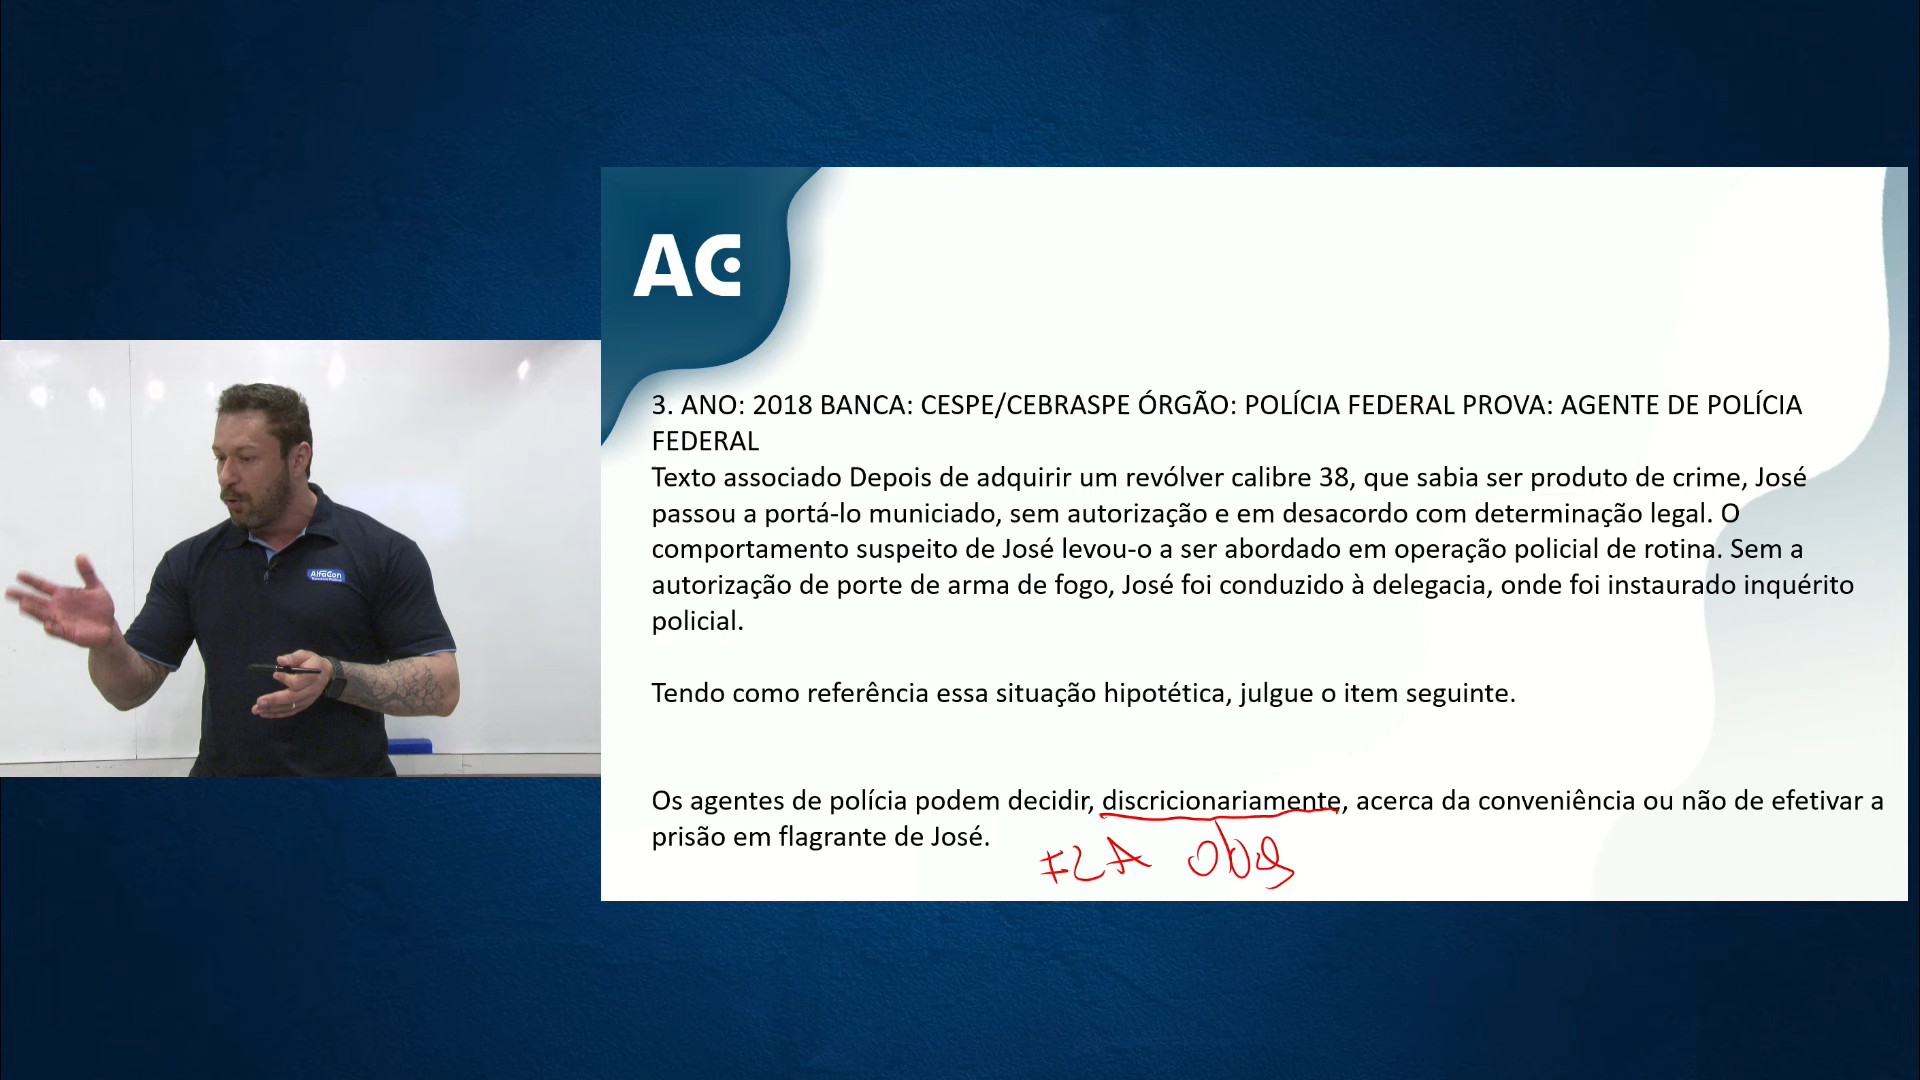 AC
3. ANO: 2018 BANCA: CESPE/CEBRASPE ÓRGÃO: POLÍCIA FEDERAL PROVA: AGENTE DE POLÍCIA
FEDERAL
Texto associado Depois de adquirir um revólver calibre 38, que sabia ser produto de crime, José
passou a portá-lo municiado, sem autorização e em desacordo com determinação legal. O
comportamento suspeito de José levou-o a ser abordado em operação policial de rotina. Sem a
autorização de porte de arma de fogo, José foi conduzido à delegacia, onde foi instaurado inquérito
policial.
Tendo como referência essa situação hipotética, julgue o item seguinte.
Os agentes de polícia podem decidir, discricionariamente, acerca da conveniência ou não de efetivar a
prisão em flagrante de José.
AlfaCon